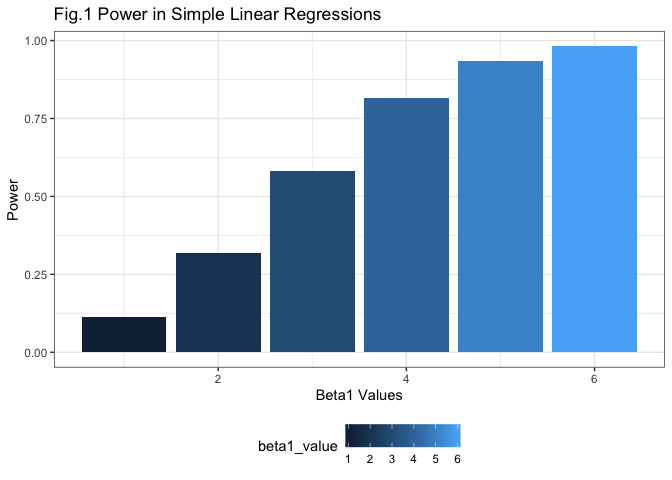 Fig.1 Power in Simple Linear Regressions
1.00
0.75
0.50
0.25
0.00
Power
2 4 6
Beta1 Values
beta1_value
1 2 3 4 5 6